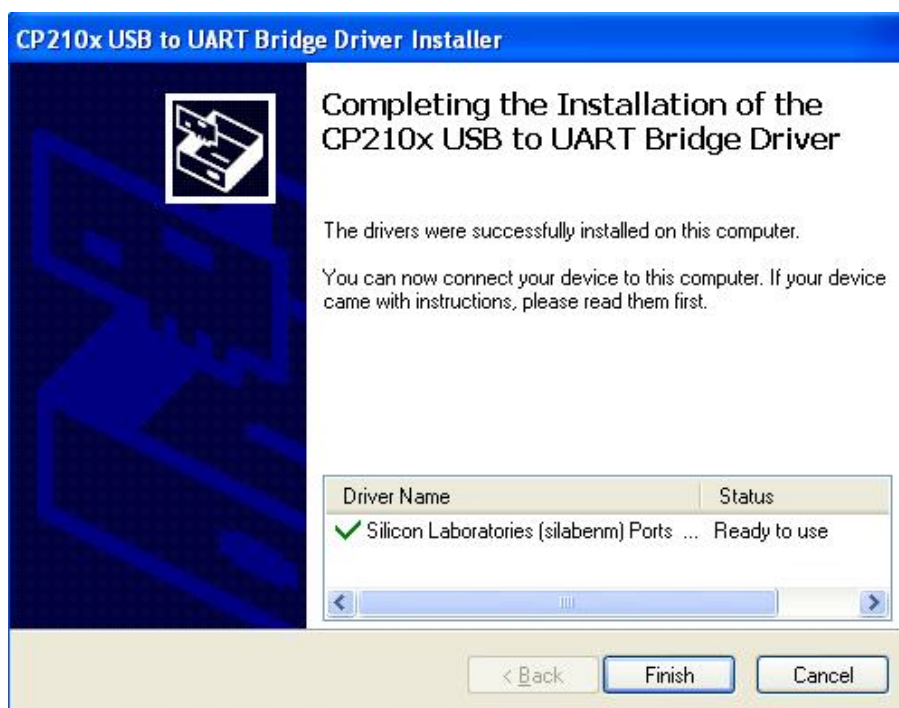 CP210x USB to UART Bridge Driver Installer
Completing the Installation of the
CP210x USB to UART Bridge Driver
The drivers were successfully installed on this computer.
You can now connect your device to this computer. If your device
came with instructions, please read them first.
Driver Name Status
Silicon Laboratories (silabenm) Ports ... Ready to use
< Back Finish Cancel